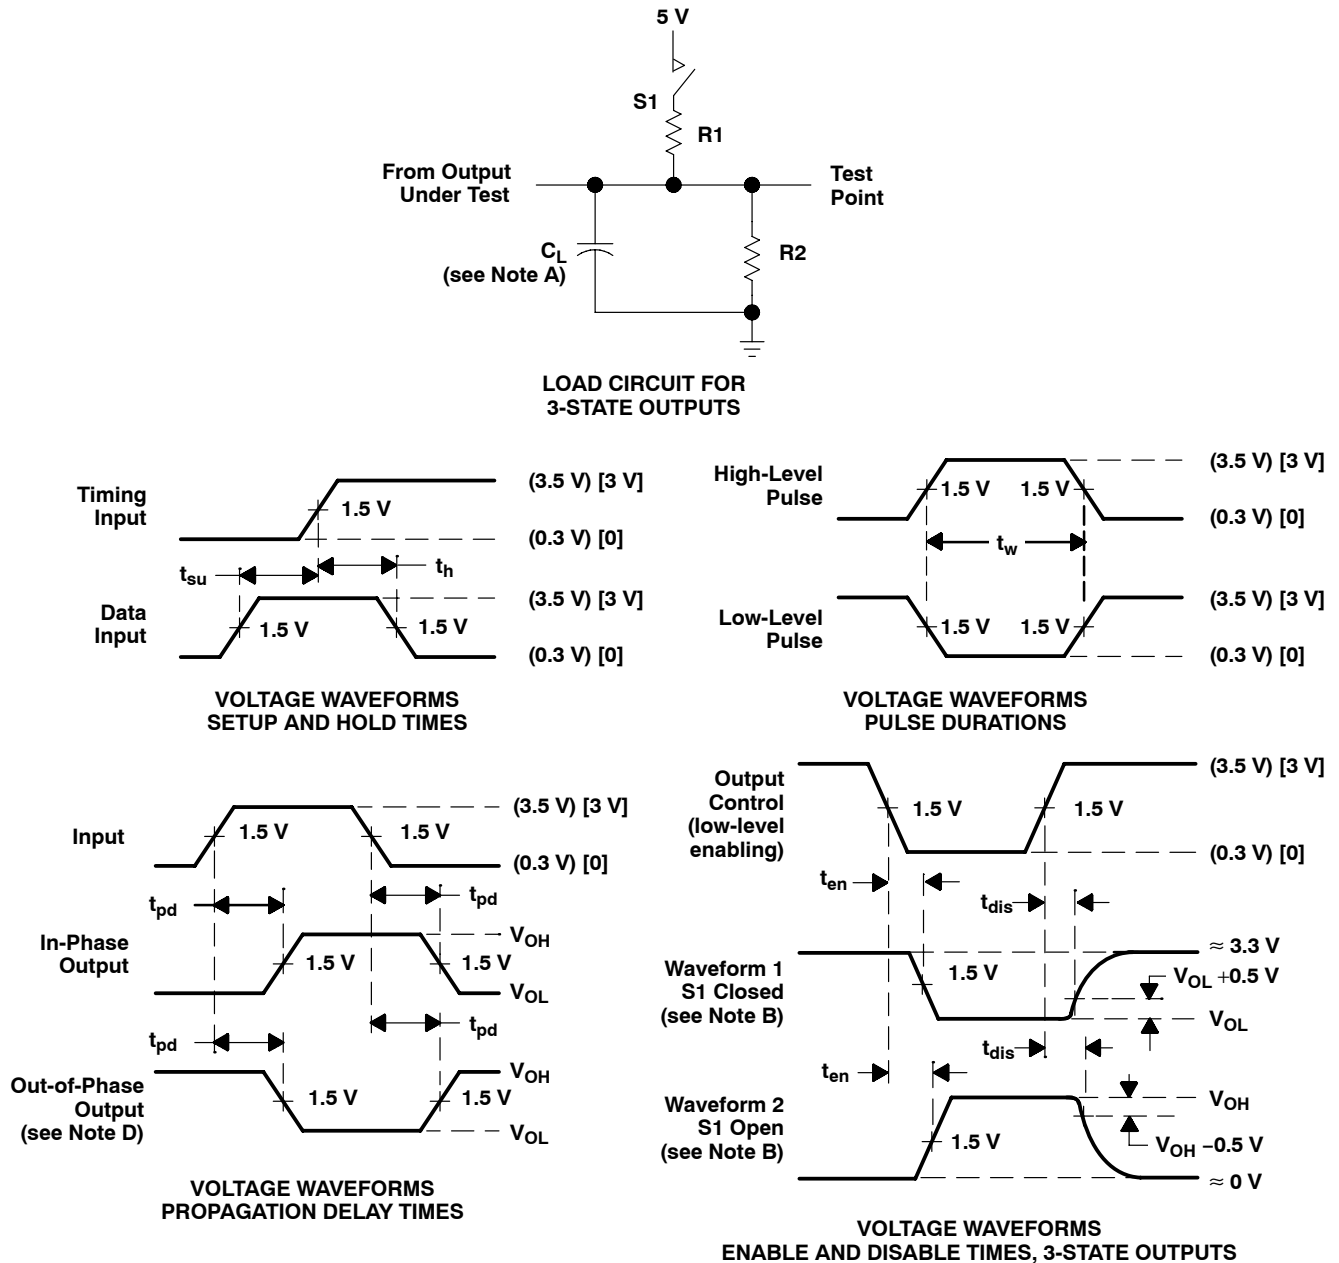 5 V
S1
R1
From Output
Under Test
Test
Point
CL
(see Note A)
R2
LOAD CIRCUIT FOR
3-STATE OUTPUTS
Timing
Input
1.5 V
(3.5 V) [3 V]
(0.3 V) [0]
tsu
th
Data
Input
1.5 V
1.5 V
(3.5 V) [3 V]
(0.3 V) [0]
VOLTAGE WAVEFORMS
SETUP AND HOLD TIMES
High-Level
Pulse
1.5 V
1.5 V
(3.5 V) [3 V]
(0.3 V) [0]
tw
Low-Level
Pulse
1.5 V
1.5 V
(3.5 V) [3 V]
(0.3 V) [0]
VOLTAGE WAVEFORMS
PULSE DURATIONS
Input
1.5 V
1.5 V
(3.5 V) [3 V]
(0.3 V) [0]
tpd
tpd
In-Phase
Output
1.5 V
1.5 V
VOH
VOL
tpd
tpd
Out-of-Phase
Output
(see Note D)
1.5 V
1.5 V
VOH
VOL
VOLTAGE WAVEFORMS
PROPAGATION DELAY TIMES
Output
Control
(low-level
enabling)
1.5 V
1.5 V
(3.5 V) [3 V]
(0.3 V) [0]
ten
tdis
Waveform 1
S1 Closed
(see Note B)
1.5 V
≈ 3.3 V
VOL +0.5 V
VOL
tdis
ten
Waveform 2
S1 Open
(see Note B)
1.5 V
VOH
VOH −0.5 V
≈ 0 V
VOLTAGE WAVEFORMS
ENABLE AND DISABLE TIMES, 3-STATE OUTPUTS